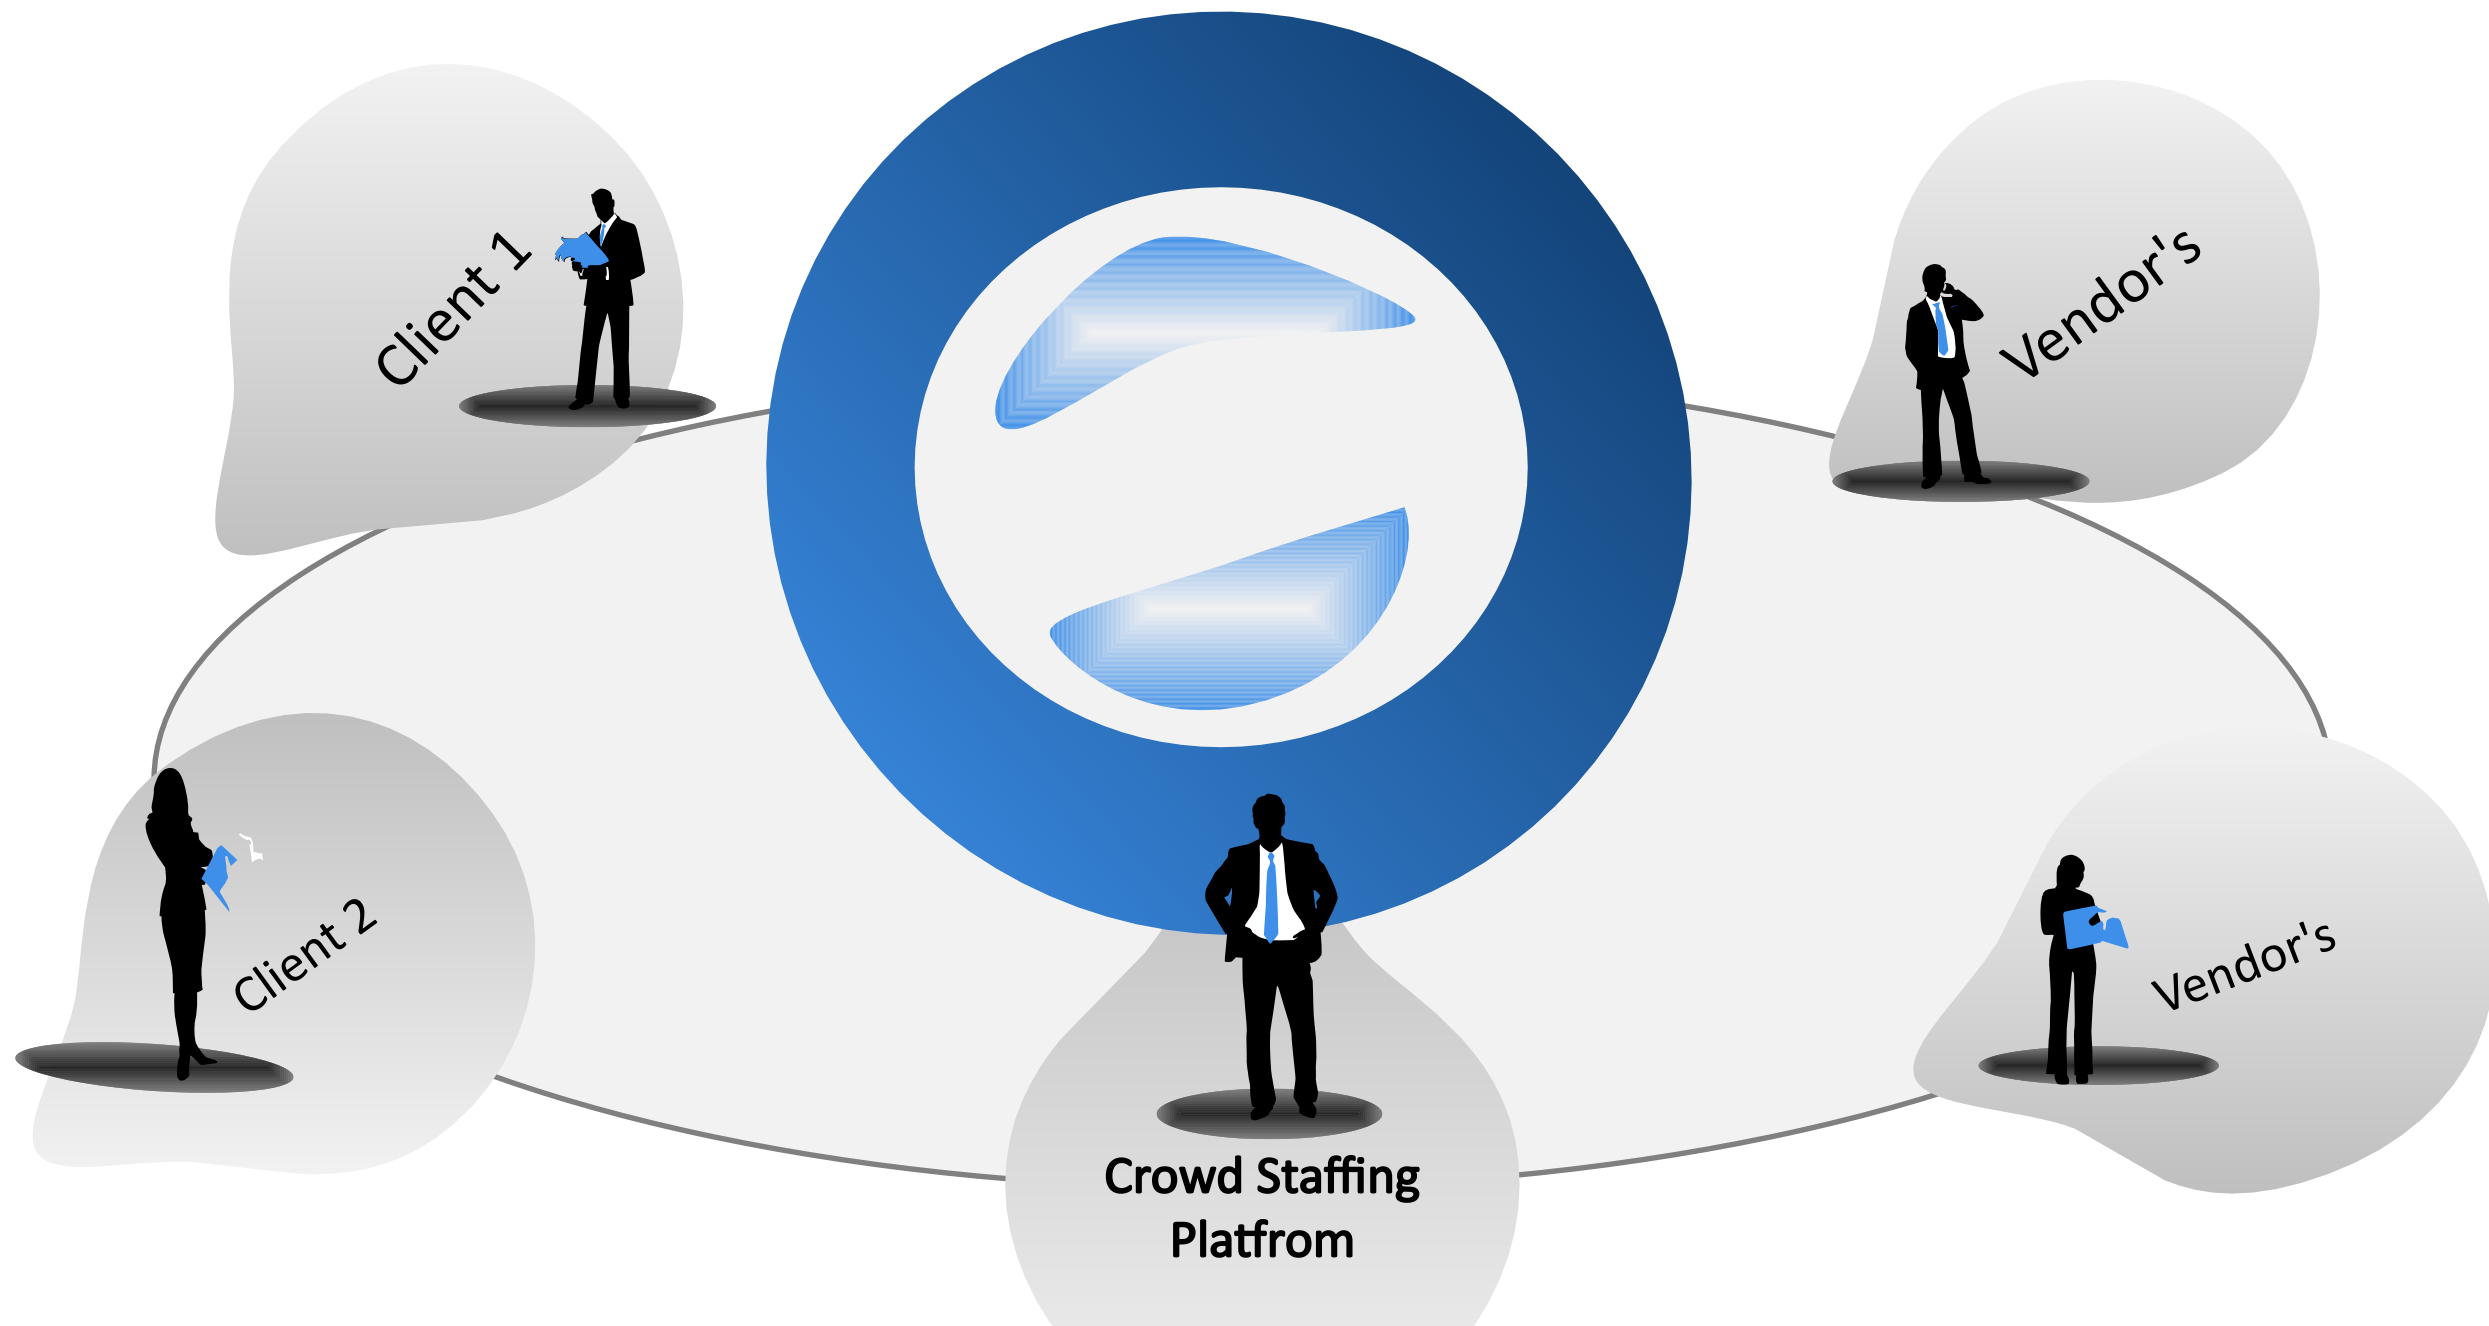 Client 1
Vendor's
Client 2
Vendor's
Crowd Staffing
Platfrom